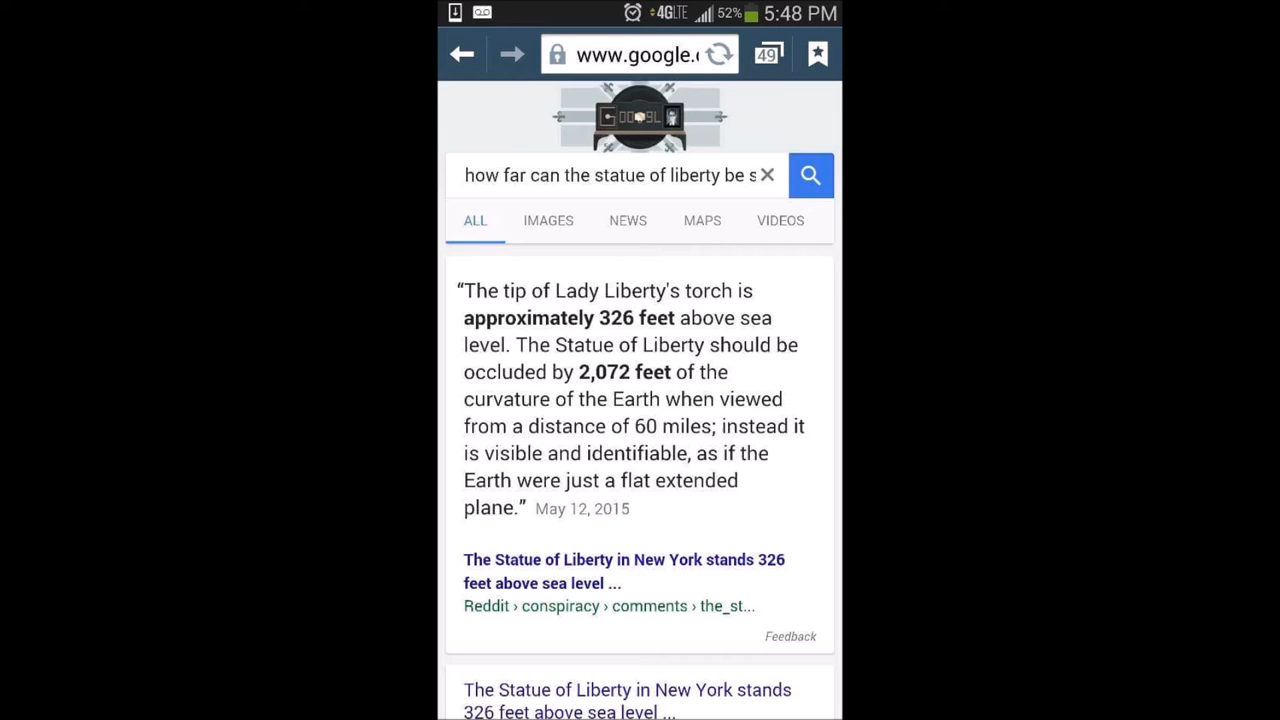 4GLTE 52% 5:48 PM
www.google.c 49
how far can the statue of liberty be s
ALL IMAGES NEWS MAPS VIDEOS
“The tip of Lady Liberty's torch is
approximately 326 feet above sea
level. The Statue of Liberty should be
occluded by 2,072 feet of the
curvature of the Earth when viewed
from a distance of 60 miles; instead it
is visible and identifiable, as if the
Earth were just a flat extended
plane.” May 12, 2015
The Statue of Liberty in New York stands 326
feet above sea level ...
Reddit › conspiracy › comments › the_st...
Feedback
The Statue of Liberty in New York stands
326 feet above sea level ...